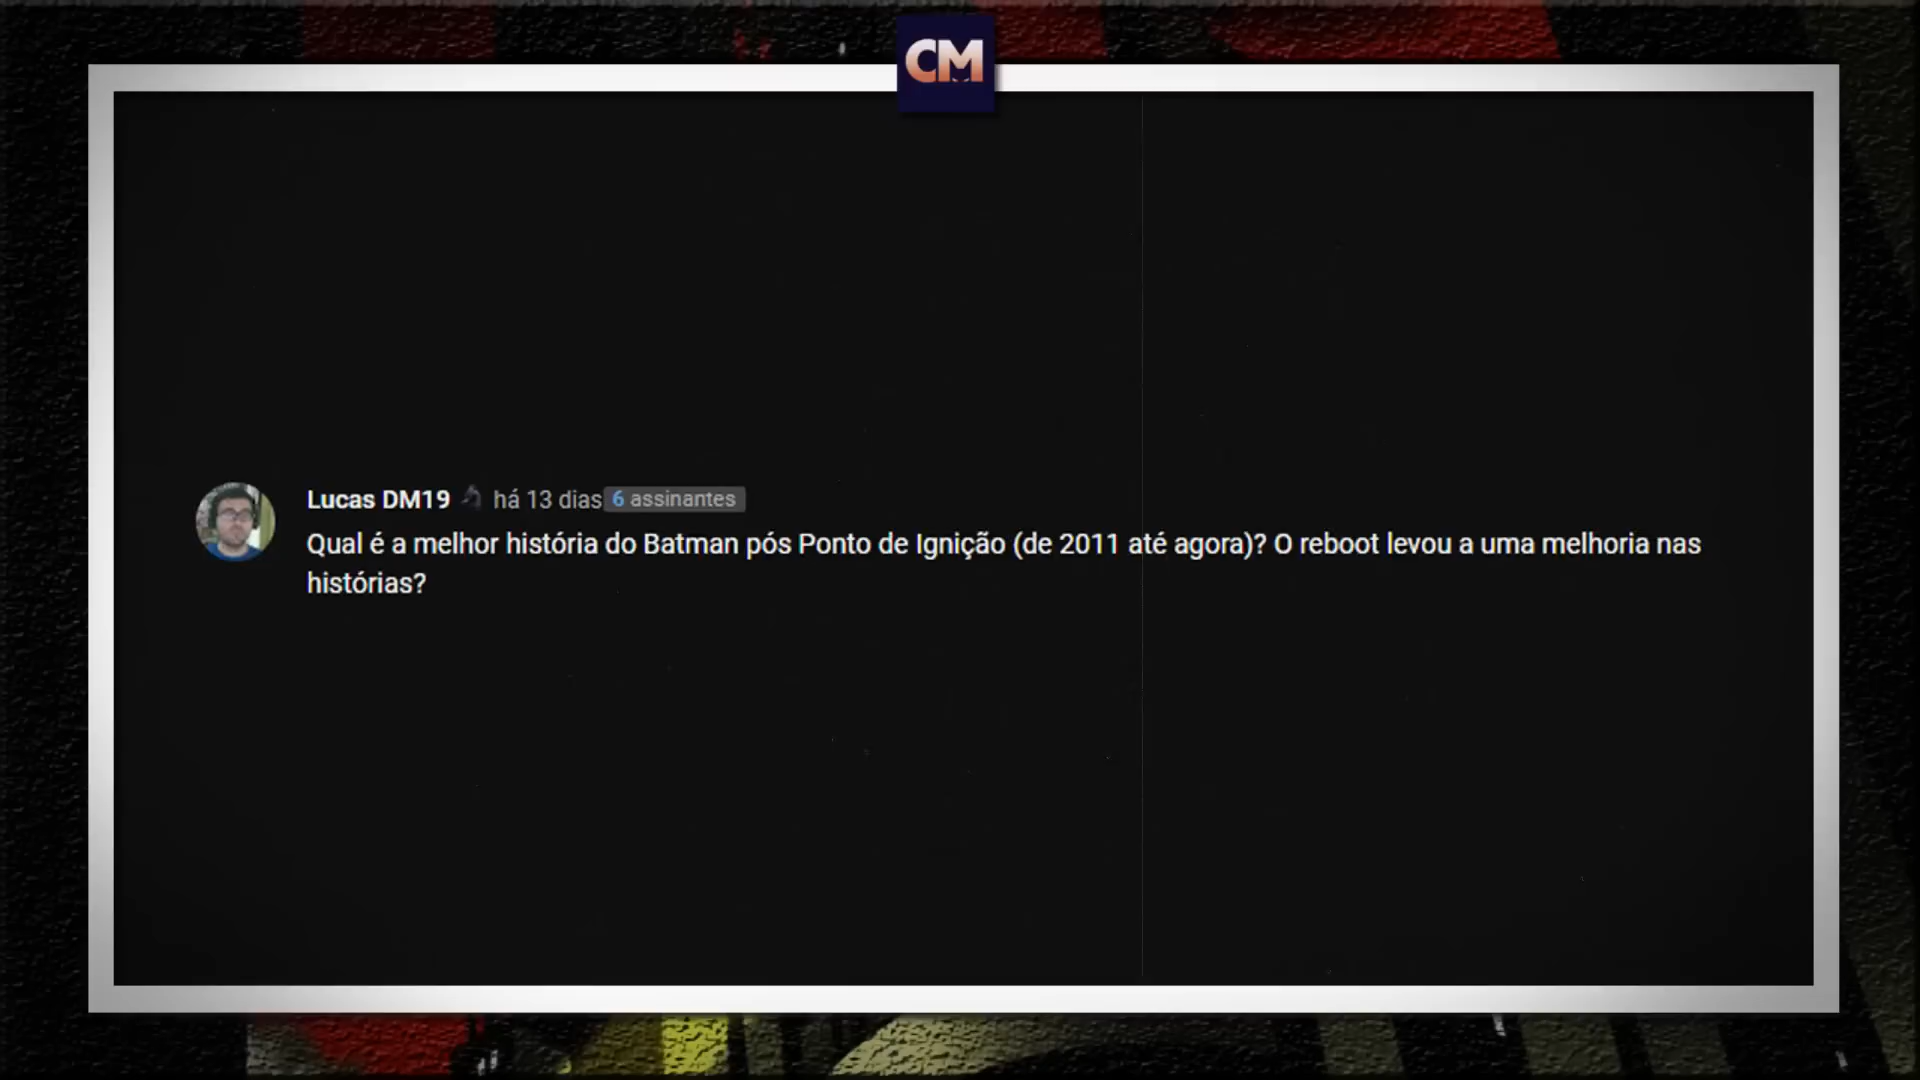 CM
Lucas DM19 há 13 dias 6 assinantes
Qual é a melhor história do Batman pós Ponto de Ignição (de 2011 até agora)? O reboot levou a uma melhoria nas
histórias?